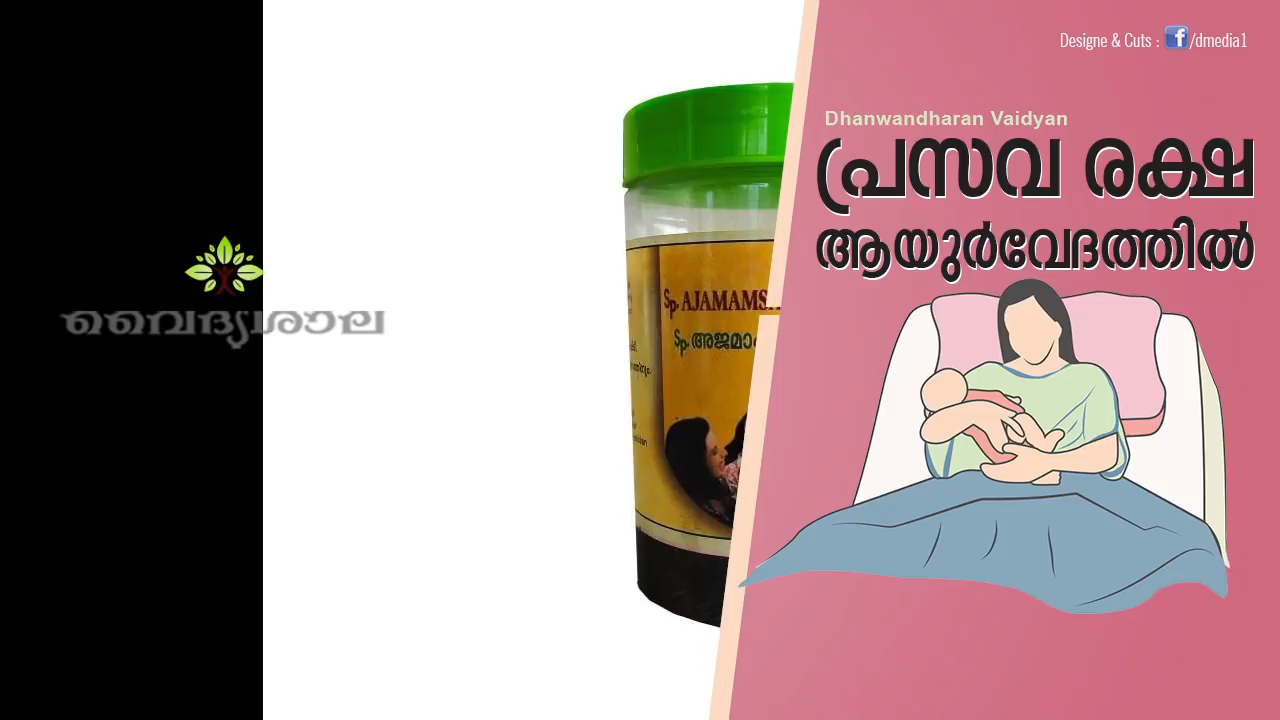 Designe & Cuts : f/dmedia1
Dhanwandharan Vaidyan
പ്രസവ രക്ഷ
ആയുർവേദത്തിൽ
വൈദ്യശാല
Sp. AJAMAMS
Sp. അജമാം